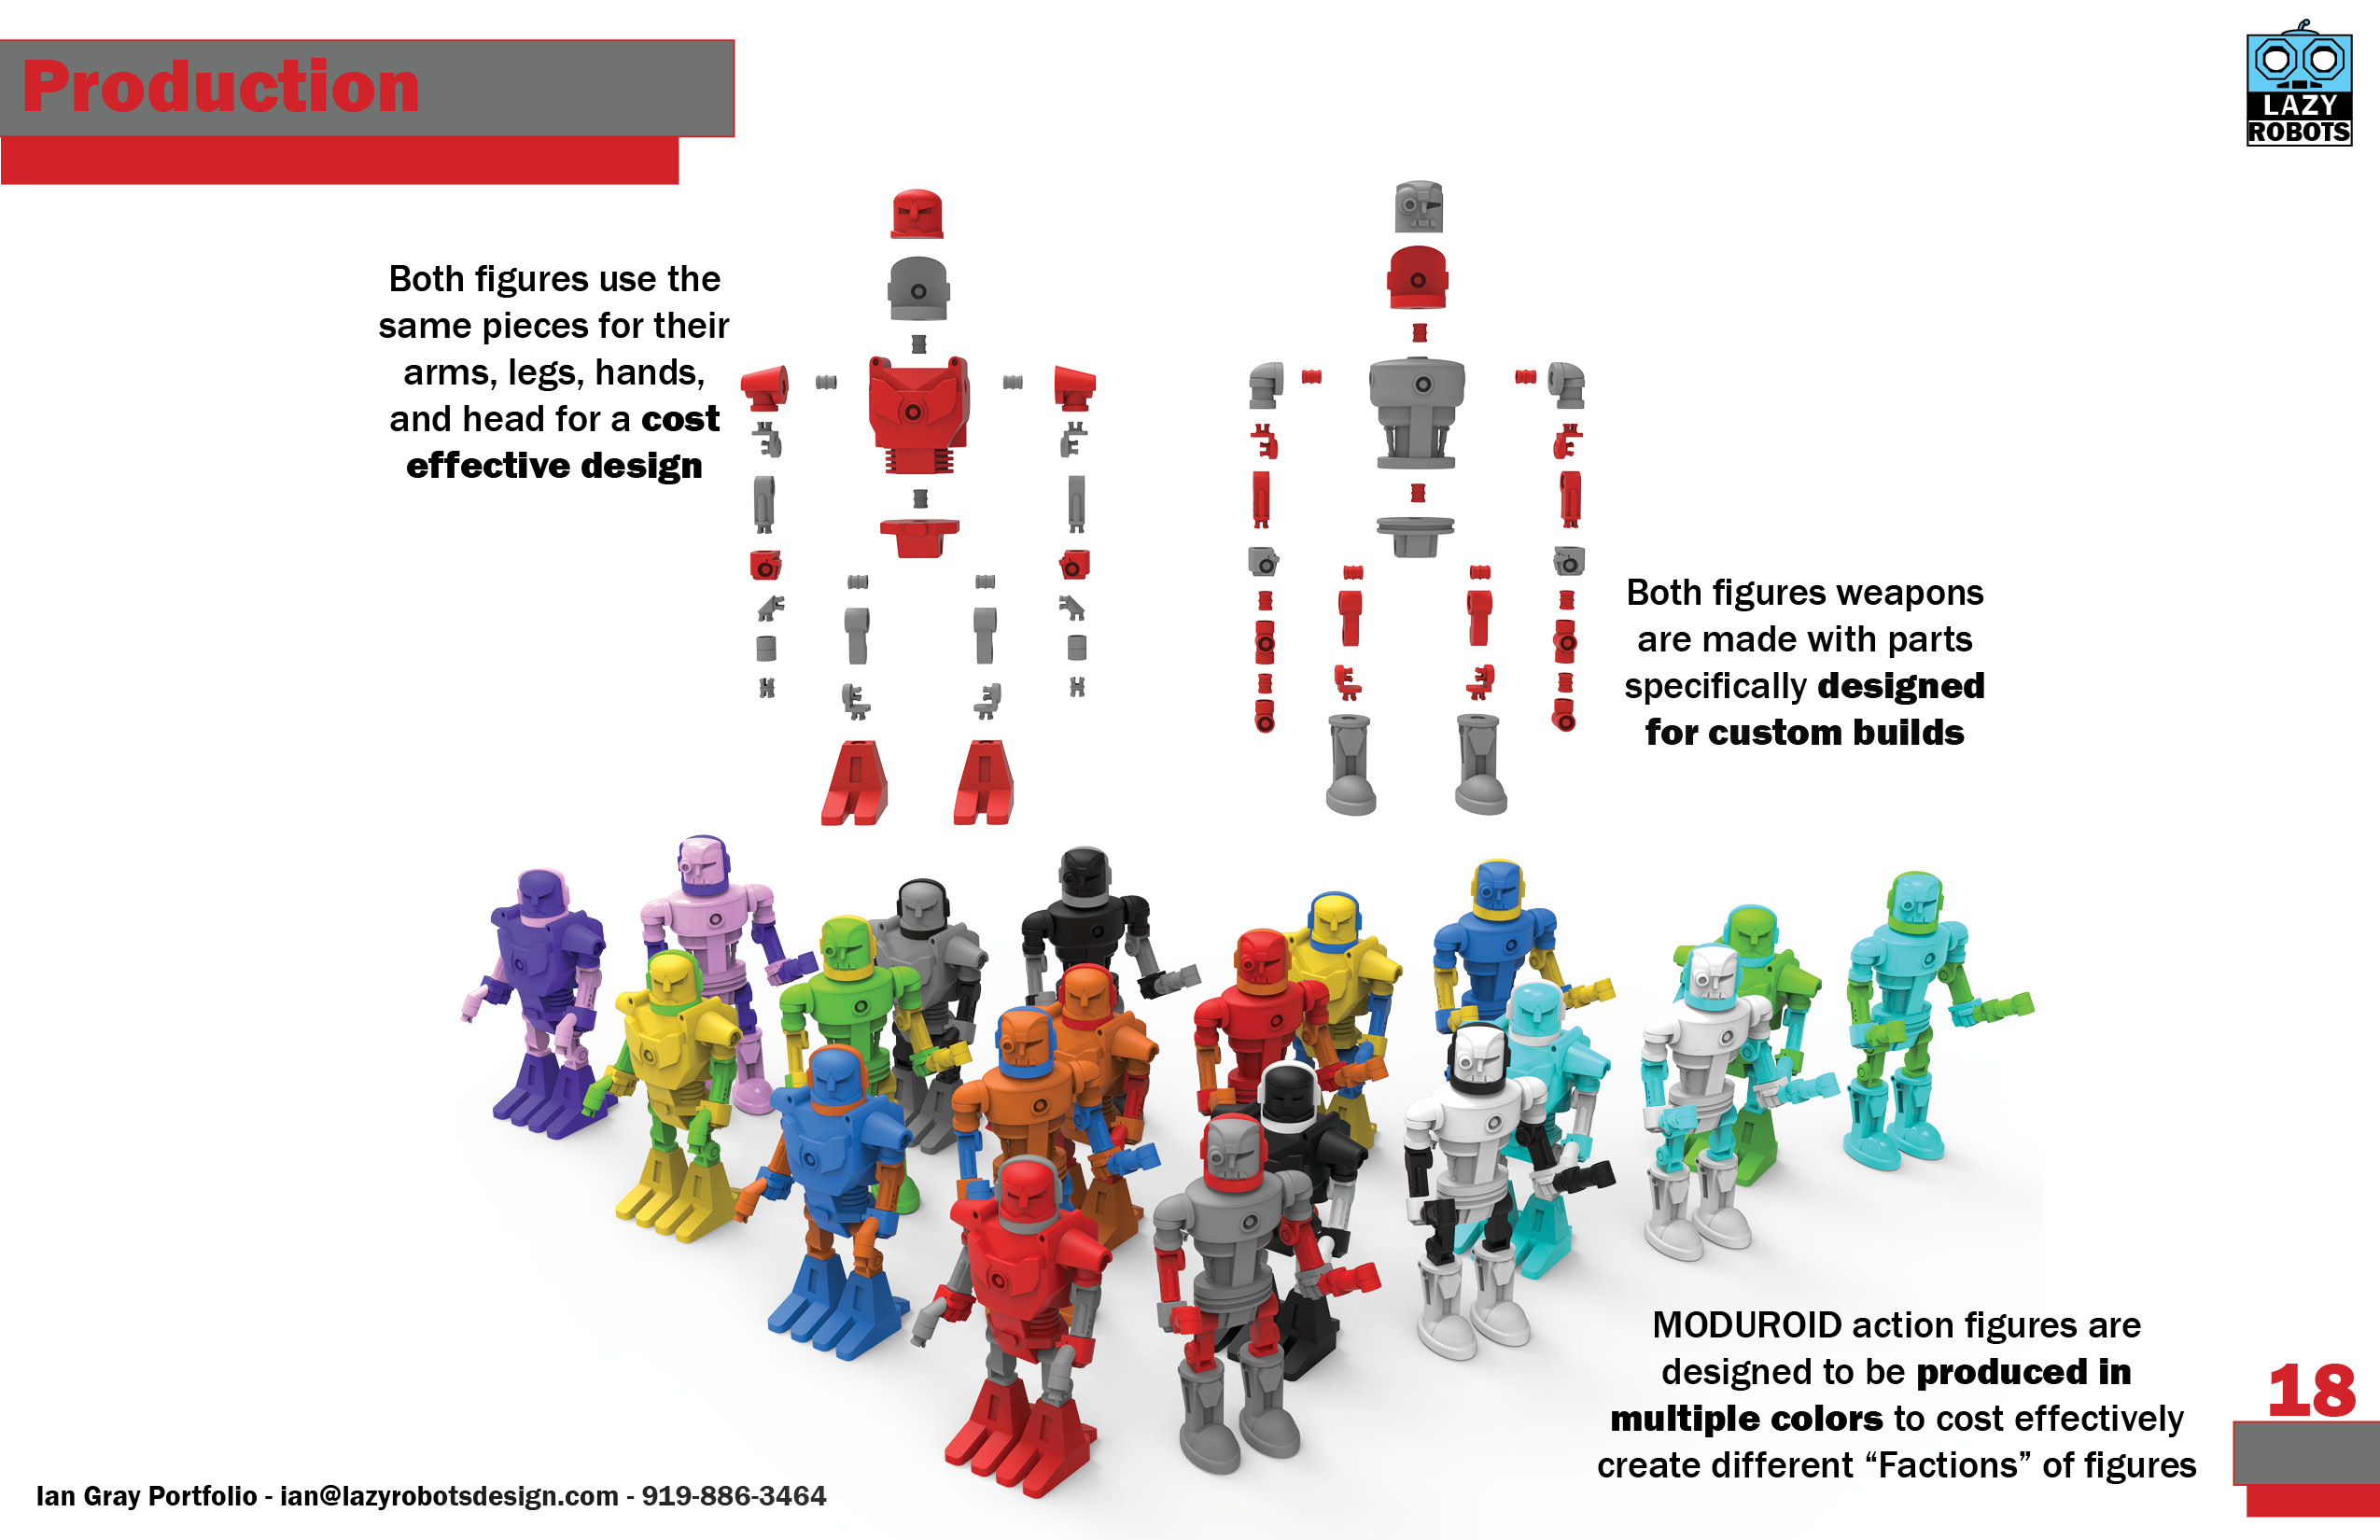 Production
LAZY
ROBOTS
Both figures use the
same pieces for their
arms, legs, hands,
and head for a cost
effective design
Both figures weapons
are made with parts
specifically designed
for custom builds
MODUROID action figures are
designed to be produced in
multiple colors to cost effectively
create different “Factions” of figures
18
Ian Gray Portfolio - ian@lazyrobotsdesign.com - 919-886-3464